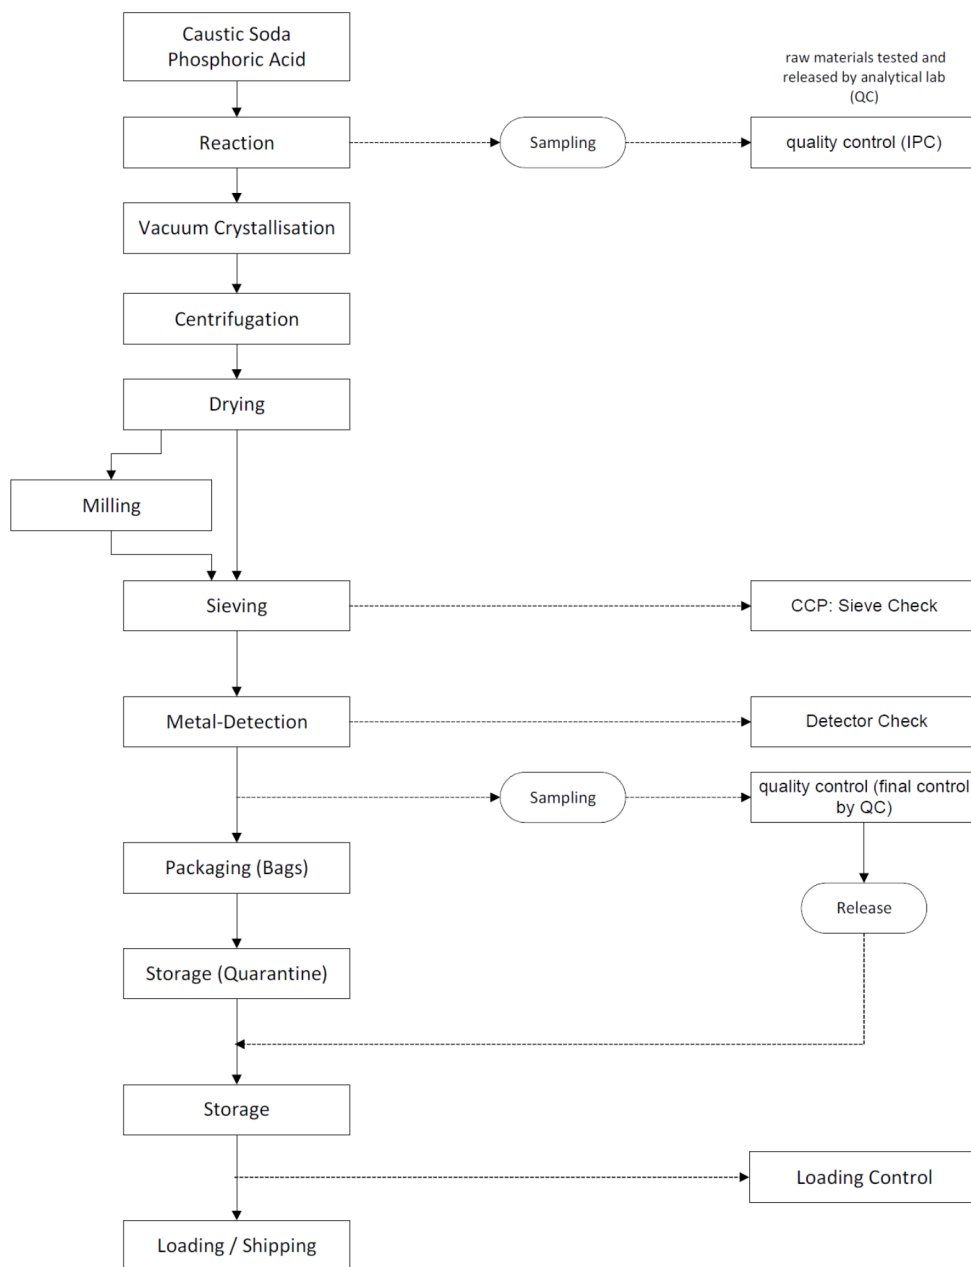 Caustic Soda
Phosphoric Acid
raw materials tested and
released by analytical lab
(QC)
Reaction
Sampling
quality control (IPC)
Vacuum Crystallisation
Centrifugation
Drying
Milling
Sieving
CCP: Sieve Check
Metal-Detection
Detector Check
Sampling
quality control (final control
by QC)
Packaging (Bags)
Release
Storage (Quarantine)
Storage
Loading Control
Loading / Shipping